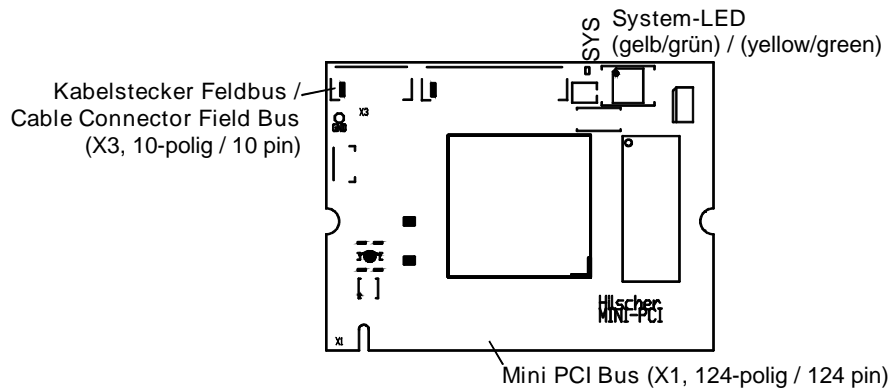 SYS
System-LED
(gelb/grün) / (yellow/green)
Kabelstecker Feldbus /
Cable Connector Field Bus
(X3, 10-polig / 10 pin)
X3
Hilscher
MINI-PCI
X1
Mini PCI Bus (X1, 124-polig / 124 pin)